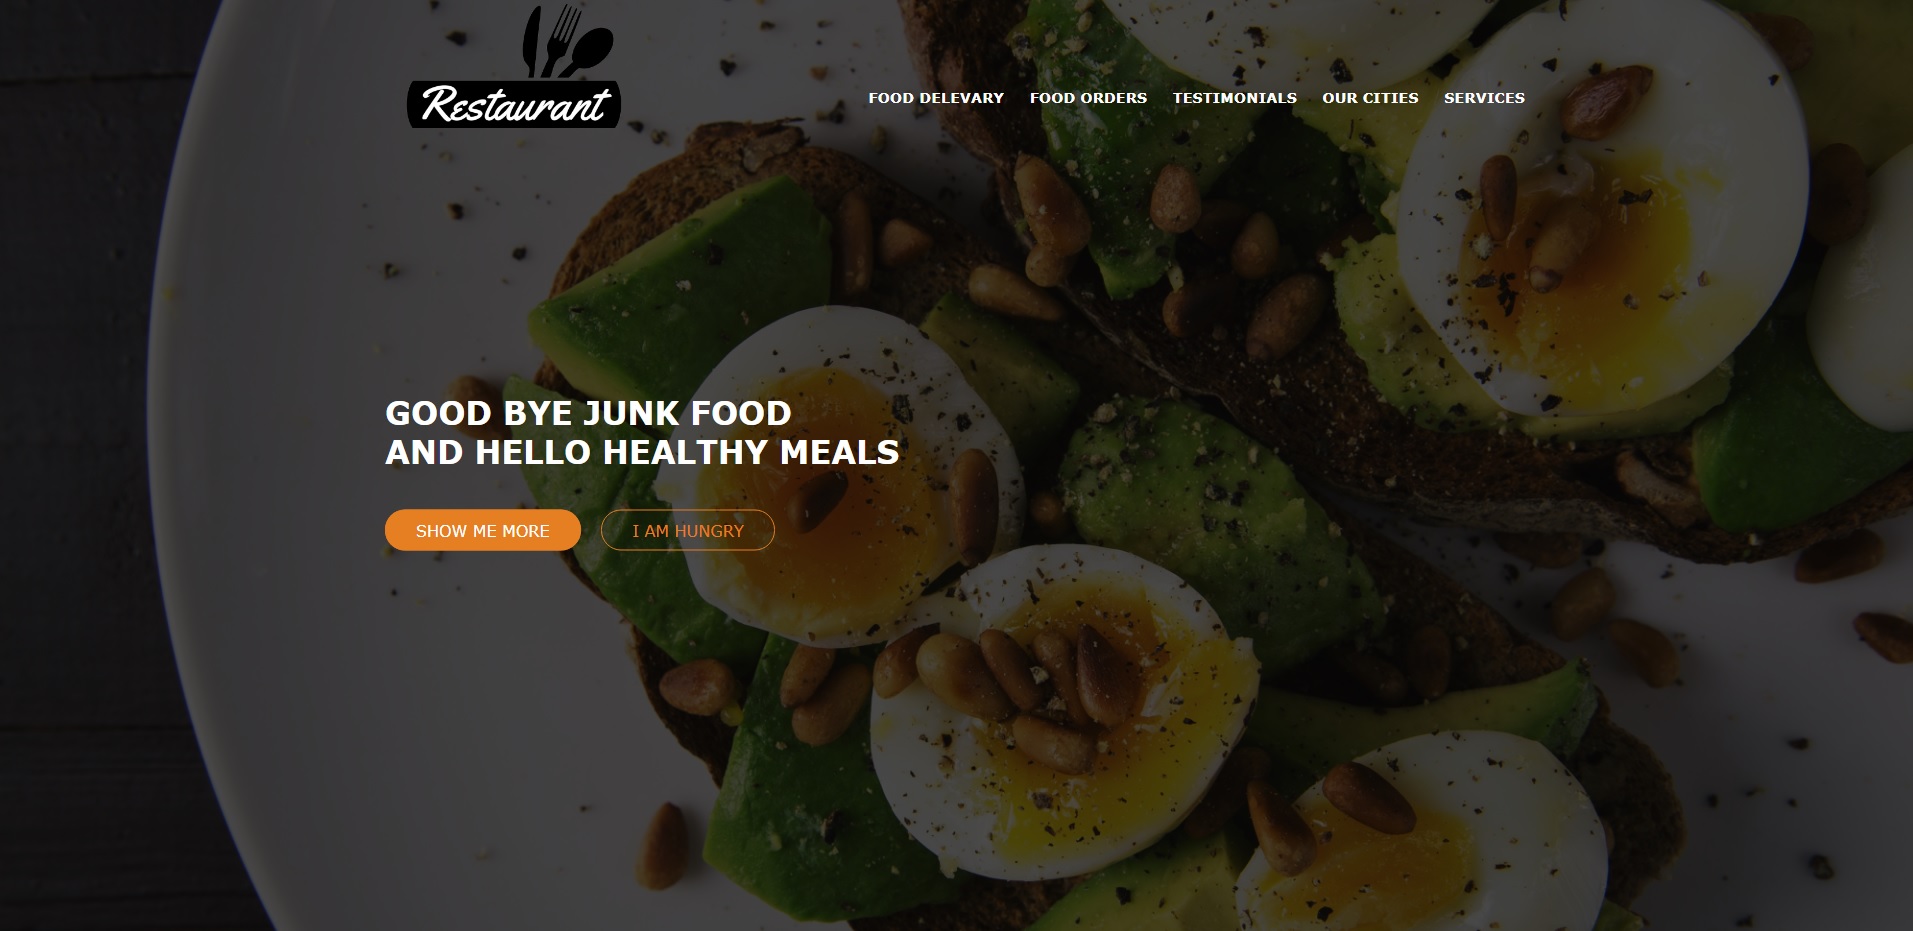 Restaurant
FOOD DELEVARY FOOD ORDERS TESTIMONIALS OUR CITIES SERVICES
GOOD BYE JUNK FOOD
AND HELLO HEALTHY MEALS
SHOW ME MORE I AM HUNGRY